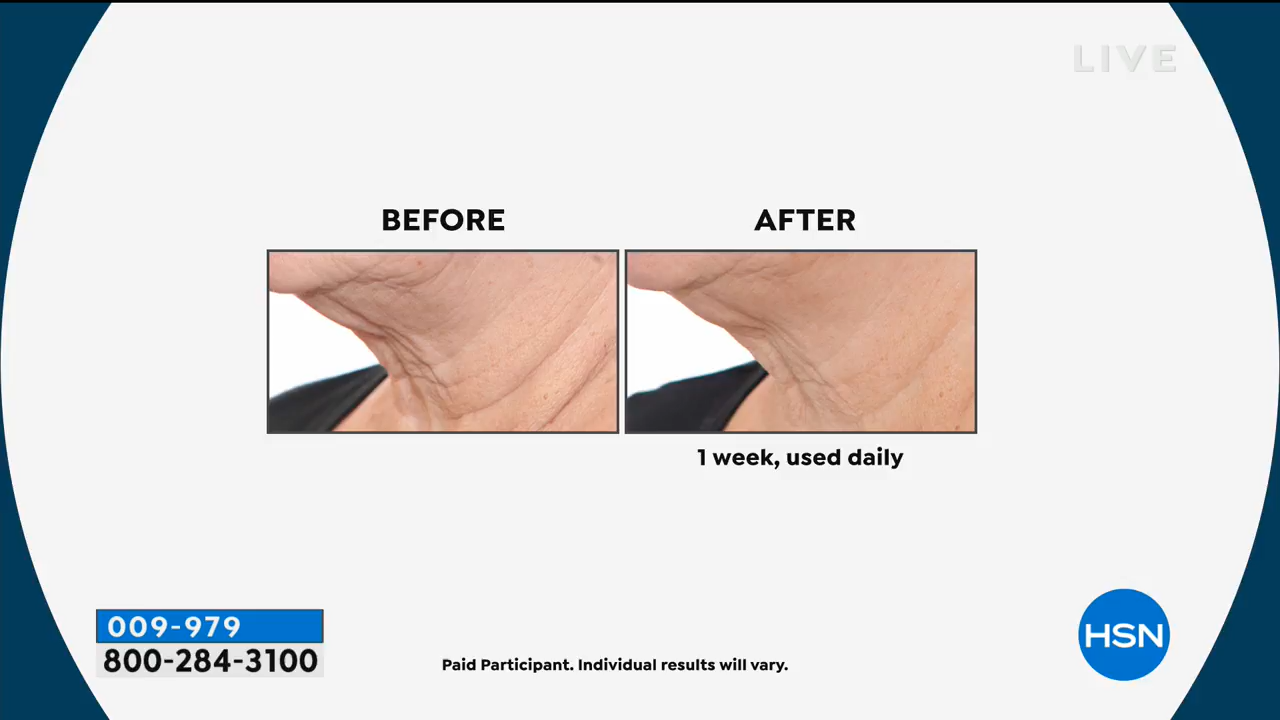 LIVE
BEFORE
AFTER
1 week, used daily
009-979
800-284-3100
Paid Participant. Individual results will vary.
HSN